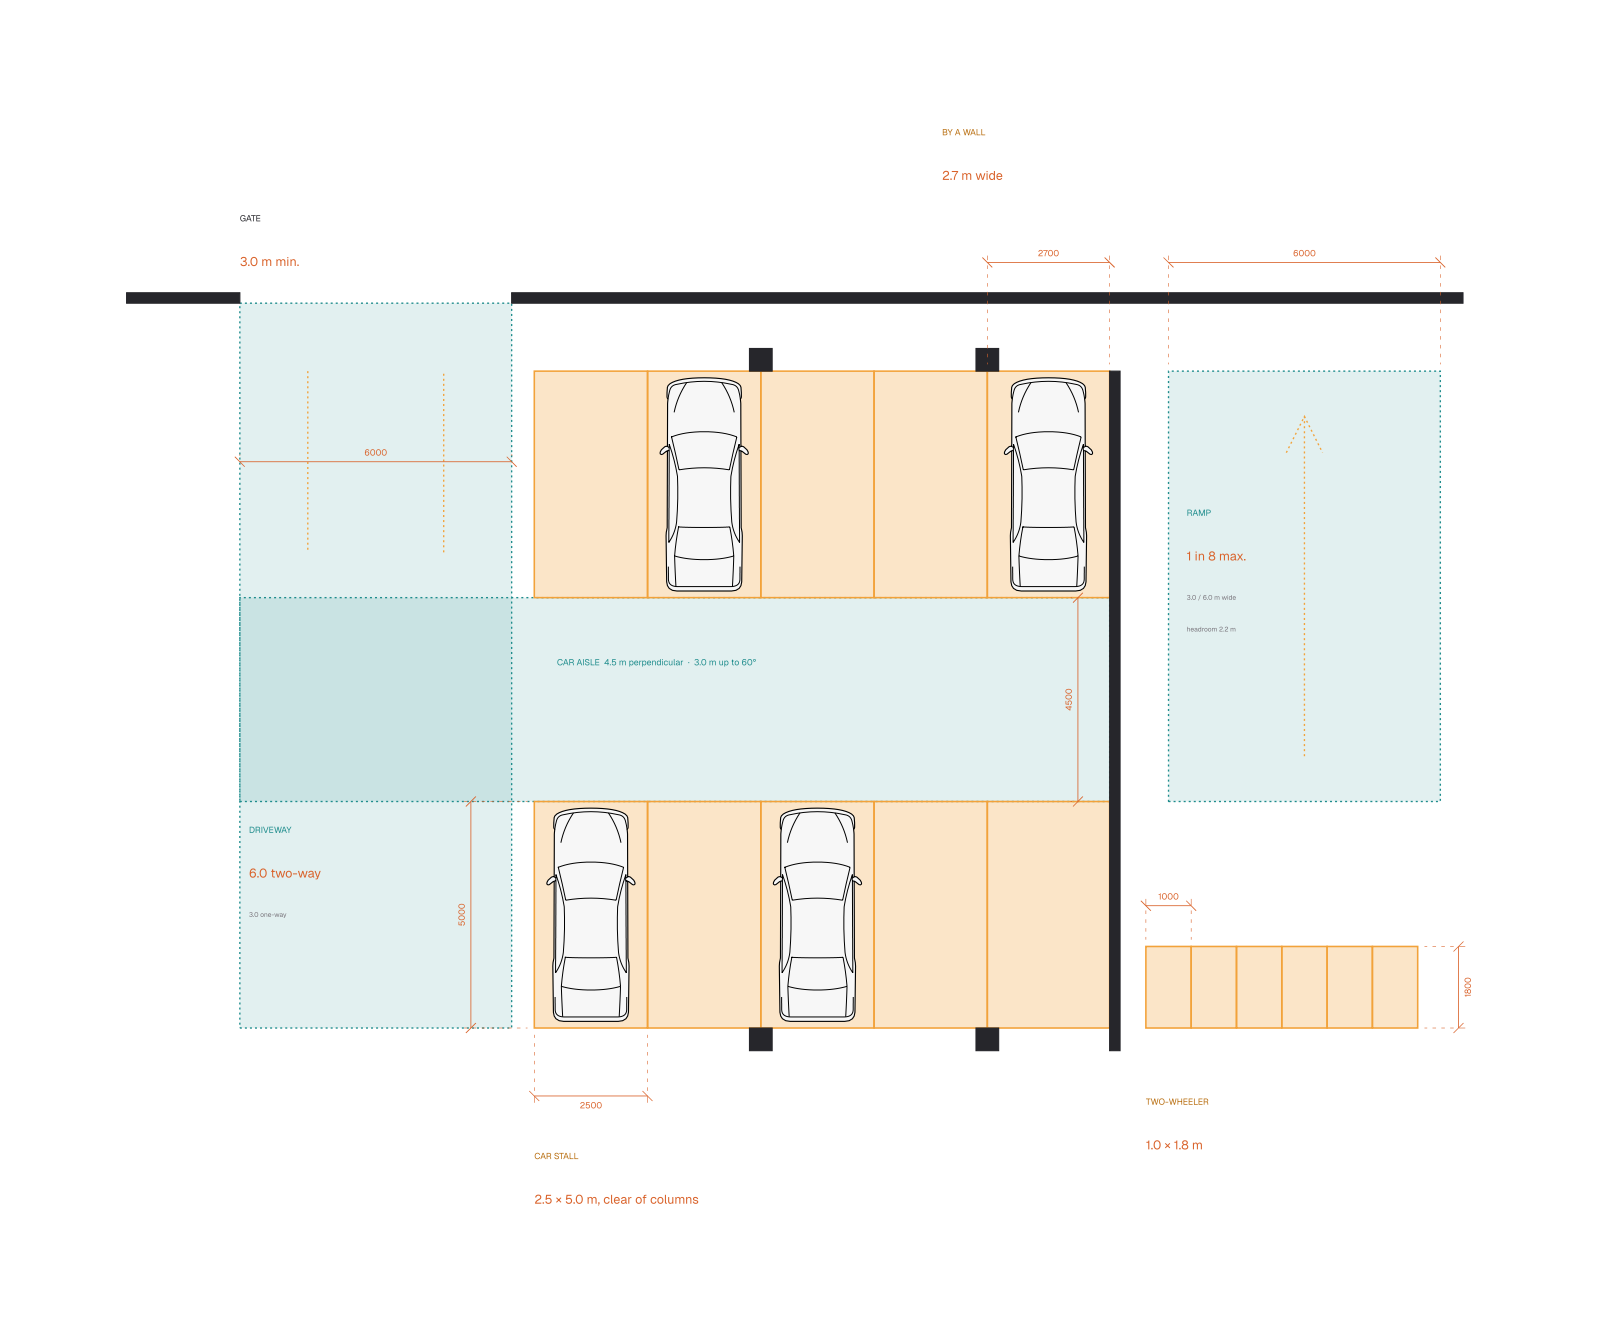 BY A WALL
2.7 m wide
GATE
3.0 m min.
2700
6000
6000
RAMP
1 in 8 max.
3.0 / 6.0 m wide
headroom 2.2 m
CAR AISLE 4.5 m perpendicular · 3.0 m up to 60°
4500
DRIVEWAY
6.0 two-way
3.0 one-way
5000
1000
1800
2500
TWO-WHEELER
1.0 × 1.8 m
CAR STALL
2.5 × 5.0 m, clear of columns